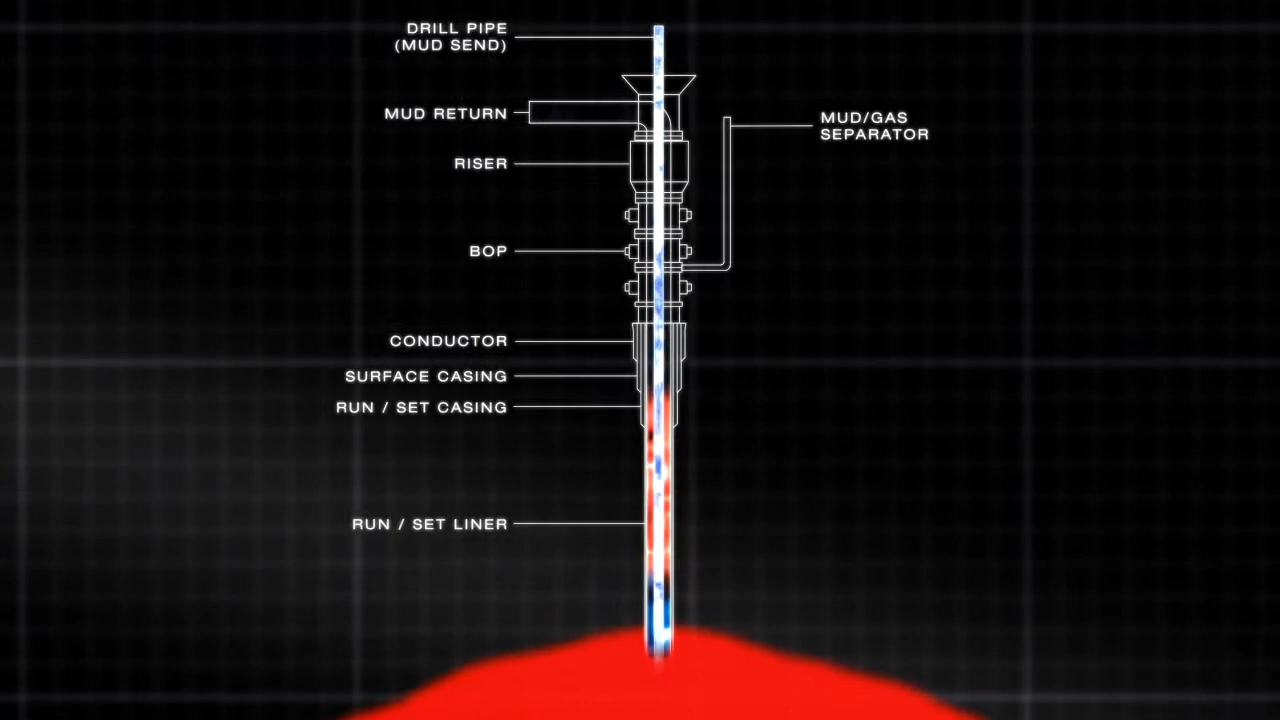 DRILL PIPE
(MUD SEND)
MUD RETURN
MUD/GAS
SEPARATOR
RISER
BOP
CONDUCTOR
SURFACE CASING
RUN / SET CASING
RUN / SET LINER